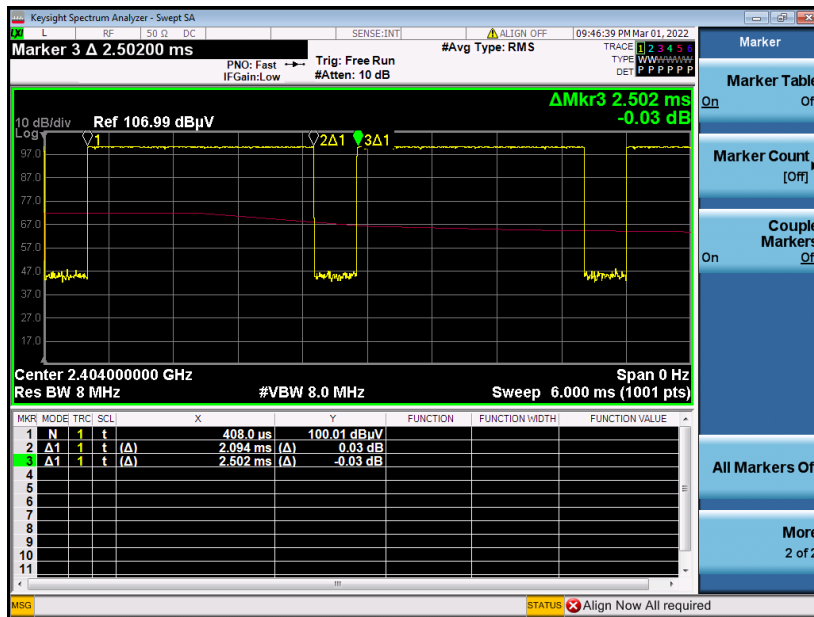 Keysight Spectrum Analyzer - Swept SA
LXI L RF 50 Ω DC SENSE:INT ALIGN OFF 09:46:39 PM Mar 01, 2022
Marker 3 Δ 2.50200 ms
PNO: Fast
IFGain:Low
Trig: Free Run
#Atten: 10 dB
#Avg Type: RMS
TRACE 1 2 3 4 5 6
TYPE WWWWWW
DET P P P P P P
ΔMkr3 2.502 ms
-0.03 dB
10 dB/div Ref 106.99 dBµV
Log
1 2Δ1 3Δ1
97.0
87.0
77.0
67.0
57.0
47.0
37.0
27.0
17.0
Center 2.404000000 GHz Span 0 Hz
Res BW 8 MHz #VBW 8.0 MHz Sweep 6.000 ms (1001 pts)
MKR MODE TRC SCL X Y FUNCTION FUNCTION WIDTH FUNCTION VALUE
1 N 1 t 408.0 µs 100.01 dBµV
2 Δ1 1 t (Δ) 2.094 ms (Δ) 0.03 dB
3 Δ1 1 t (Δ) 2.502 ms (Δ) -0.03 dB
4
5
6
7
8
9
10
11
MSG STATUS Align Now All required
Marker
Marker Table
On Of
Marker Count
[Off]
Couple
Markers
On Of
All Markers Of
More
2 of 2